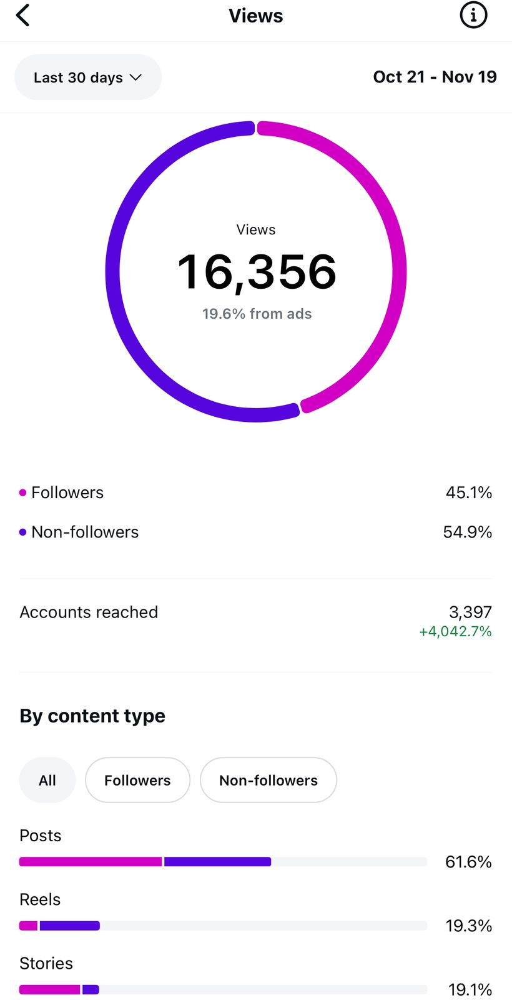 Views
Last 30 days
Oct 21 - Nov 19
Views
16,356
19.6% from ads
Followers 45.1%
Non-followers 54.9%
Accounts reached 3,397
+4,042.7%
By content type
All Followers Non-followers
Posts
61.6%
Reels
19.3%
Stories
19.1%